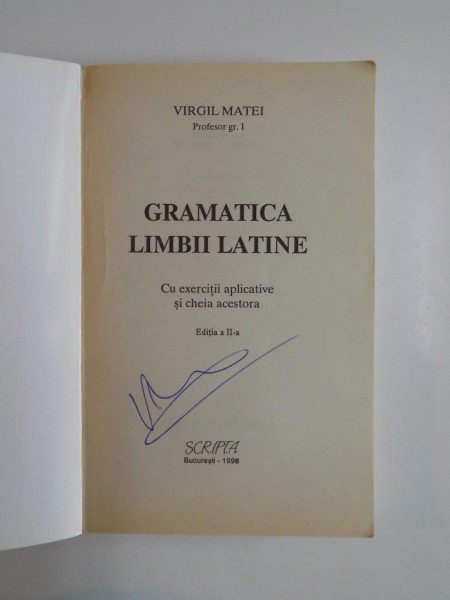 VIRGIL MATEI
Profesor gr. I
GRAMATICA
LIMBII LATINE
Cu exerciții aplicative
și cheia acestora
Ediția a II-a
SCRIPTA
București - 1998